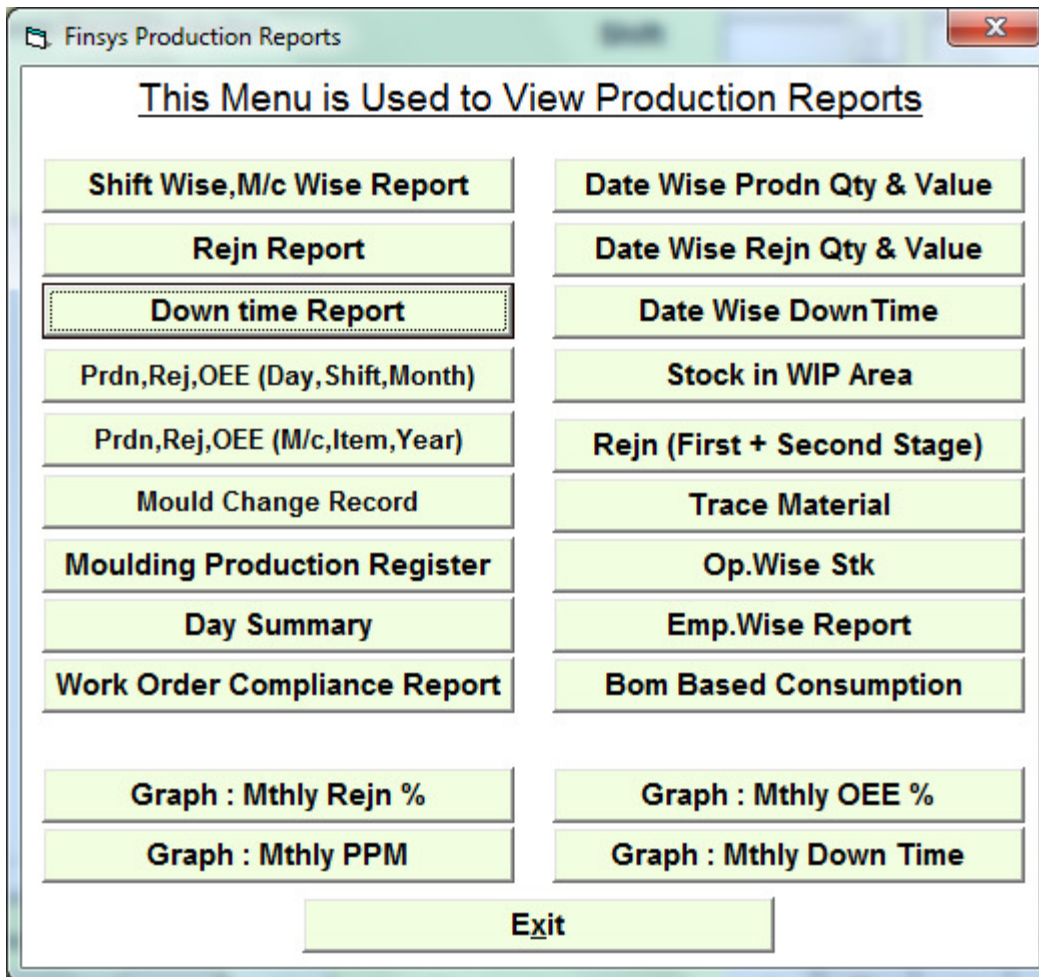 Finsys Production Reports
Shift
This Menu is Used to View Production Reports
Shift Wise,M/c Wise Report
Date Wise Prodn Qty & Value
Rejn Report
Date Wise Rejn Qty & Value
Down time Report
Date Wise DownTime
Prdn,Rej,OEE (Day,Shift,Month)
Stock in WIP Area
Prdn,Rej,OEE (M/c,Item,Year)
Rejn (First + Second Stage)
Mould Change Record
Trace Material
Moulding Production Register
Op.Wise Stk
Day Summary
Emp.Wise Report
Work Order Compliance Report
Bom Based Consumption
Graph : Mthly Rejn %
Graph : Mthly OEE %
Graph : Mthly PPM
Graph : Mthly Down Time
Exit